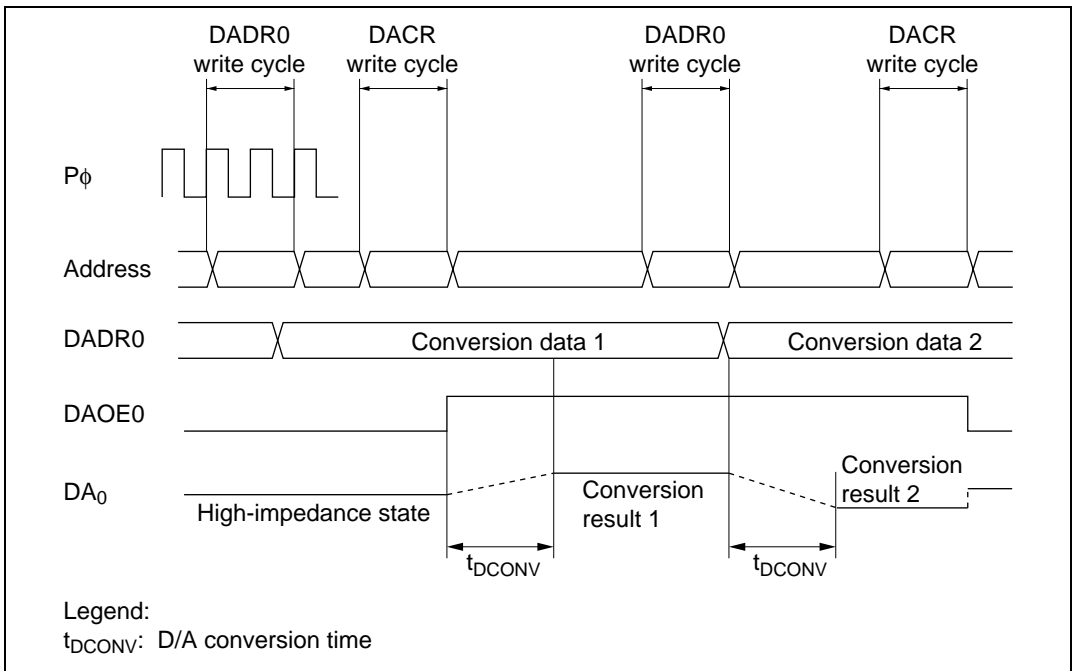 DADR0
write cycle
DACR
write cycle
DADR0
write cycle
DACR
write cycle
Pϕ
Address
DADR0
Conversion data 1
Conversion data 2
DAOE0
DA₀
High-impedance state
Conversion
result 1
Conversion
result 2
tDCONV
tDCONV
Legend:
tDCONV: D/A conversion time